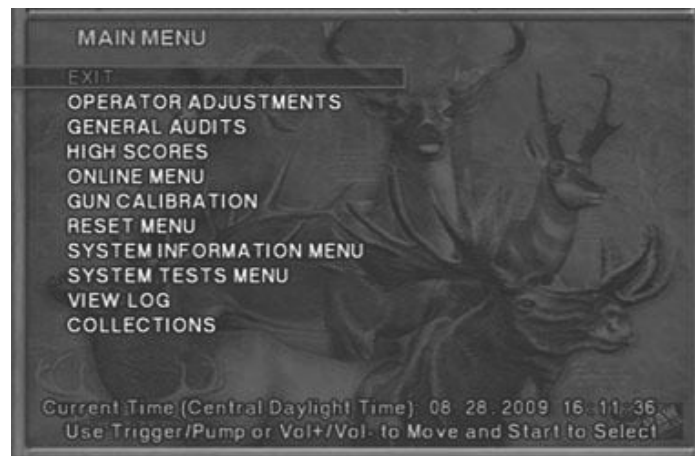 MAIN MENU
EXIT
OPERATOR ADJUSTMENTS
GENERAL AUDITS
HIGH SCORES
ONLINE MENU
GUN CALIBRATION
RESET MENU
SYSTEM INFORMATION MENU
SYSTEM TESTS MENU
VIEW LOG
COLLECTIONS
Current Time (Central Daylight Time): 08.28.2009 16:11:36
Use Trigger/Pump or Vol+/Vol- to Move and Start to Select